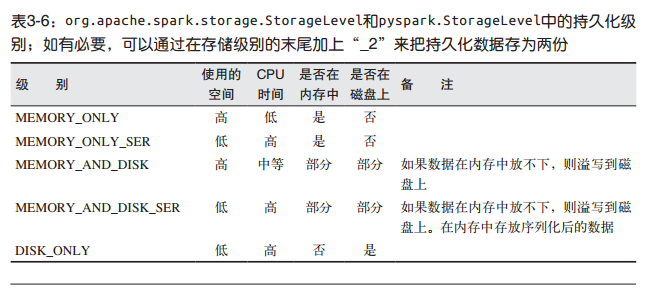 表3-6：org.apache.spark.storage.StorageLevel和pyspark.StorageLevel中的持久化级
别；如有必要，可以通过在存储级别的末尾加上“_2”来把持久化数据存为两份
级 别 使用的空间 CPU时间 是否在内存中 是否在磁盘上 备 注
MEMORY_ONLY 高 低 是 否
MEMORY_ONLY_SER 低 高 是 否
MEMORY_AND_DISK 高 中等 部分 部分 如果数据在内存中放不下，则溢写到磁
盘上
MEMORY_AND_DISK_SER 低 高 部分 部分 如果数据在内存中放不下，则溢写到磁
盘上。在内存中存放序列化后的数据
DISK_ONLY 低 高 否 是